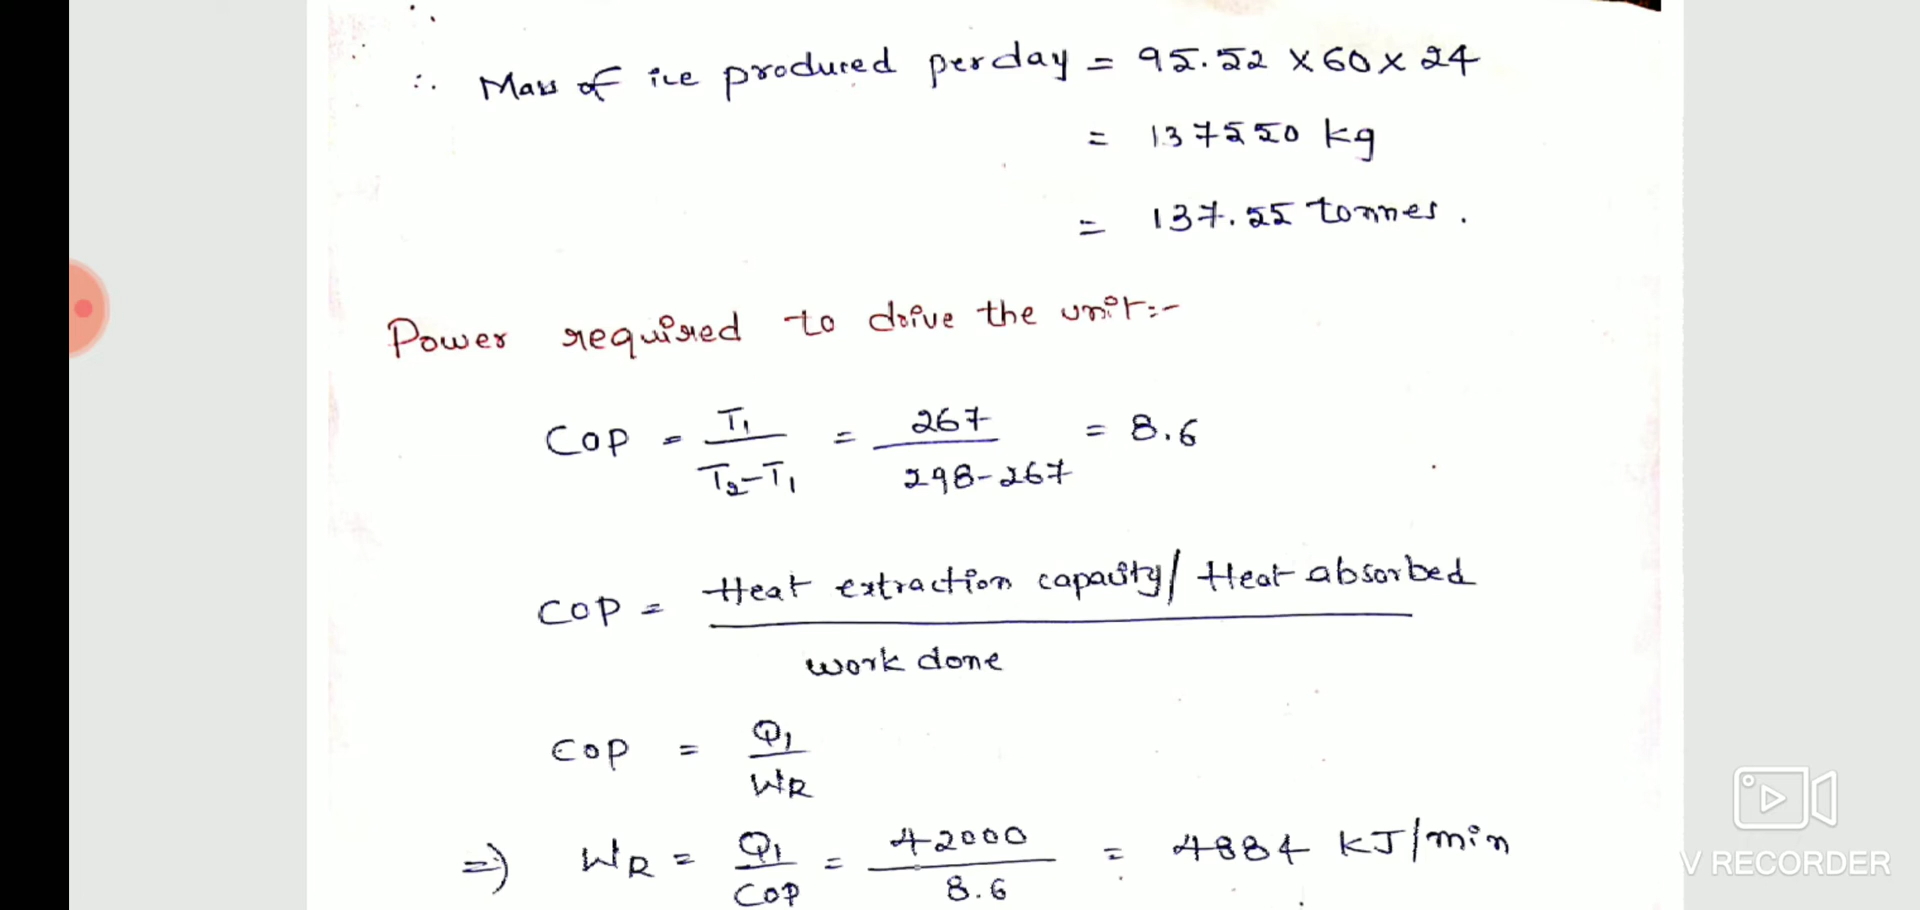 ∴ Mass of ice produced per day = 95.52 × 60 × 24
= 137550 kg
= 137.55 tonnes.
Power required to drive the unit:-
COP = T₁ / T₂-T₁ = 267 / 298-267 = 8.6
COP = Heat extraction capacity / Heat absorbed
work done
COP = Q₁ / WR
=) WR = Q₁ / COP = 42000 / 8.6 = 4884 KJ/min
V RECORDER